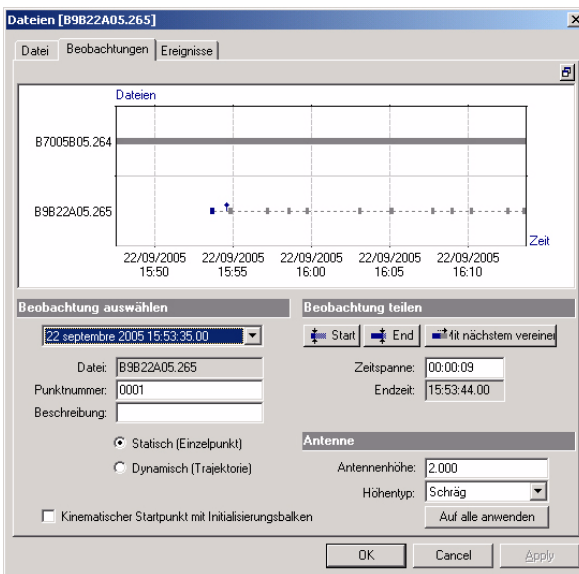 Dateien [B9B22A05.265]
Datei Beobachtungen Ereignisse
Dateien
B7005B05.264
B9B22A05.265
Zeit
22/09/2005 22/09/2005 22/09/2005 22/09/2005 22/09/2005
15:50 15:55 16:00 16:05 16:10
Beobachtung auswählen
22 septembre 2005 15:53:35.00
Datei: B9B22A05.265
Punktnummer: 0001
Beschreibung:
Statisch (Einzelpunkt)
Dynamisch (Trajektorie)
Kinematischer Startpunkt mit Initialisierungsbalken
Beobachtung teilen
Start End Mit nächstem vereiner
Zeitspanne: 00:00:09
Endzeit: 15:53:44.00
Antenne
Antennenhöhe: 2.000
Höhentyp: Schräg
Auf alle anwenden
OK Cancel Apply